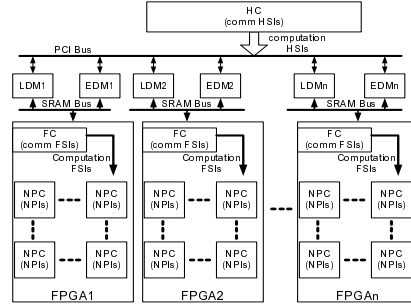 HC
(comm HSIs)
computation
HSIs
PCI Bus
LDM1
EDM1
LDM2
EDM2
LDMn
EDMn
SRAM Bus
SRAM Bus
SRAM Bus
FC
(comm FSIs)
Computation
FSIs
FC
(comm FSIs)
Computation
FSIs
FC
(comm FSIs)
Computation
FSIs
NPC
(NPIs)
NPC
(NPIs)
NPC
(NPIs)
NPC
(NPIs)
NPC
(NPIs)
NPC
(NPIs)
NPC
(NPIs)
NPC
(NPIs)
NPC
(NPIs)
NPC
(NPIs)
NPC
(NPIs)
NPC
(NPIs)
FPGA1
FPGA2
FPGAn